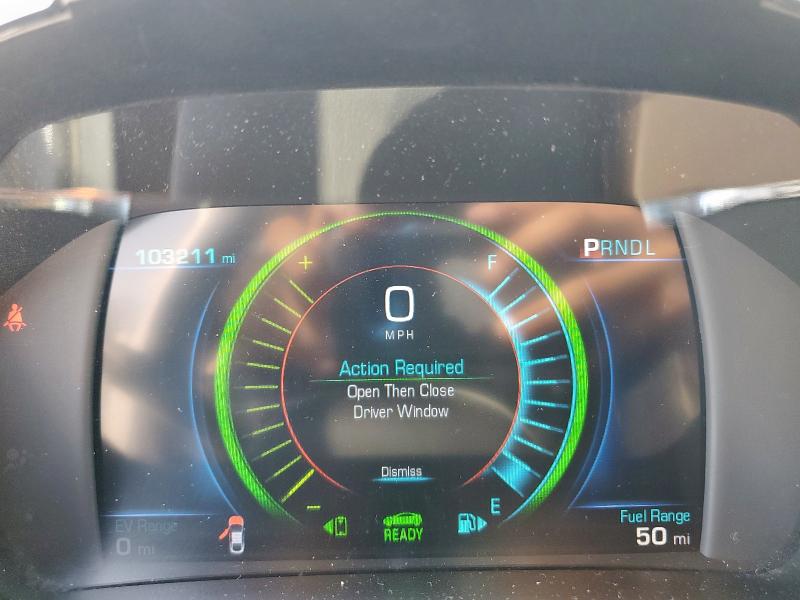 103211 mi
+
F
PRNDL
0
MPH
Action Required
Open Then Close
Driver Window
Dismiss
−
E
EV Range
0 mi
READY
Fuel Range
50 mi